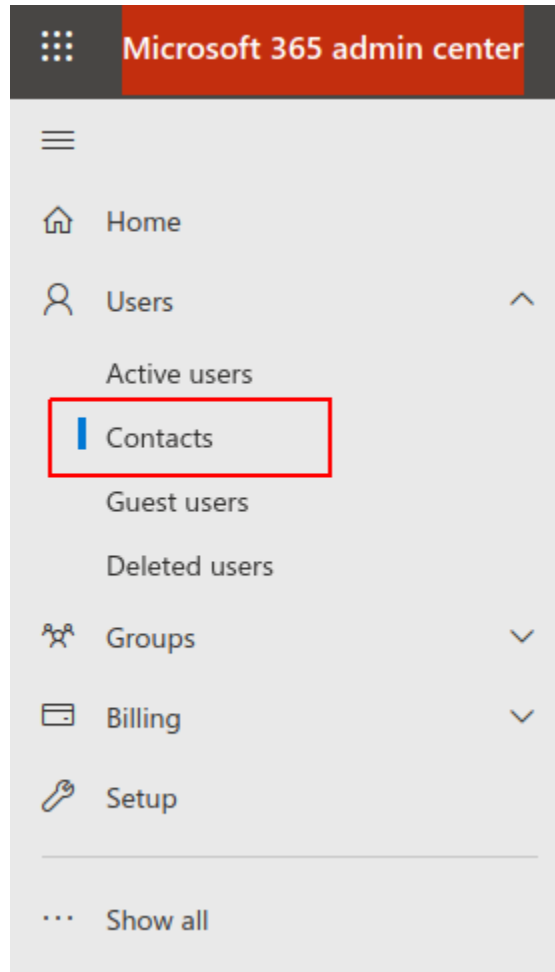 Microsoft 365 admin center
Home
Users
Active users
Contacts
Guest users
Deleted users
Groups
Billing
Setup
Show all